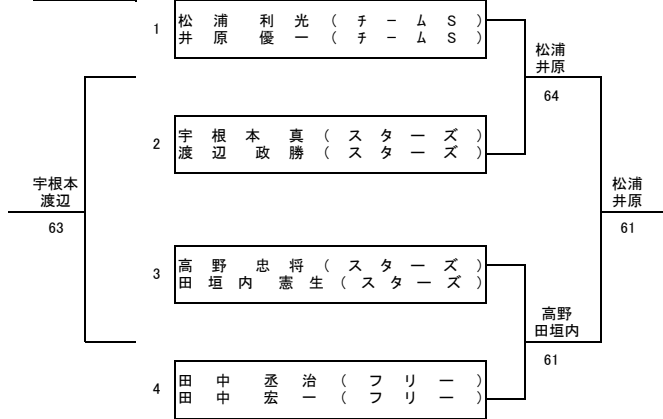 1
松浦利光(チームS)
井原優一(チームS)
松浦
井原
64
2
宇根本真(スターズ)
渡辺政勝(スターズ)
宇根本
渡辺
63
松浦
井原
61
3
高野忠将(スターズ)
田垣内憲生(スターズ)
高野
田垣内
61
4
田中丞治(フリー)
田中宏一(フリー)